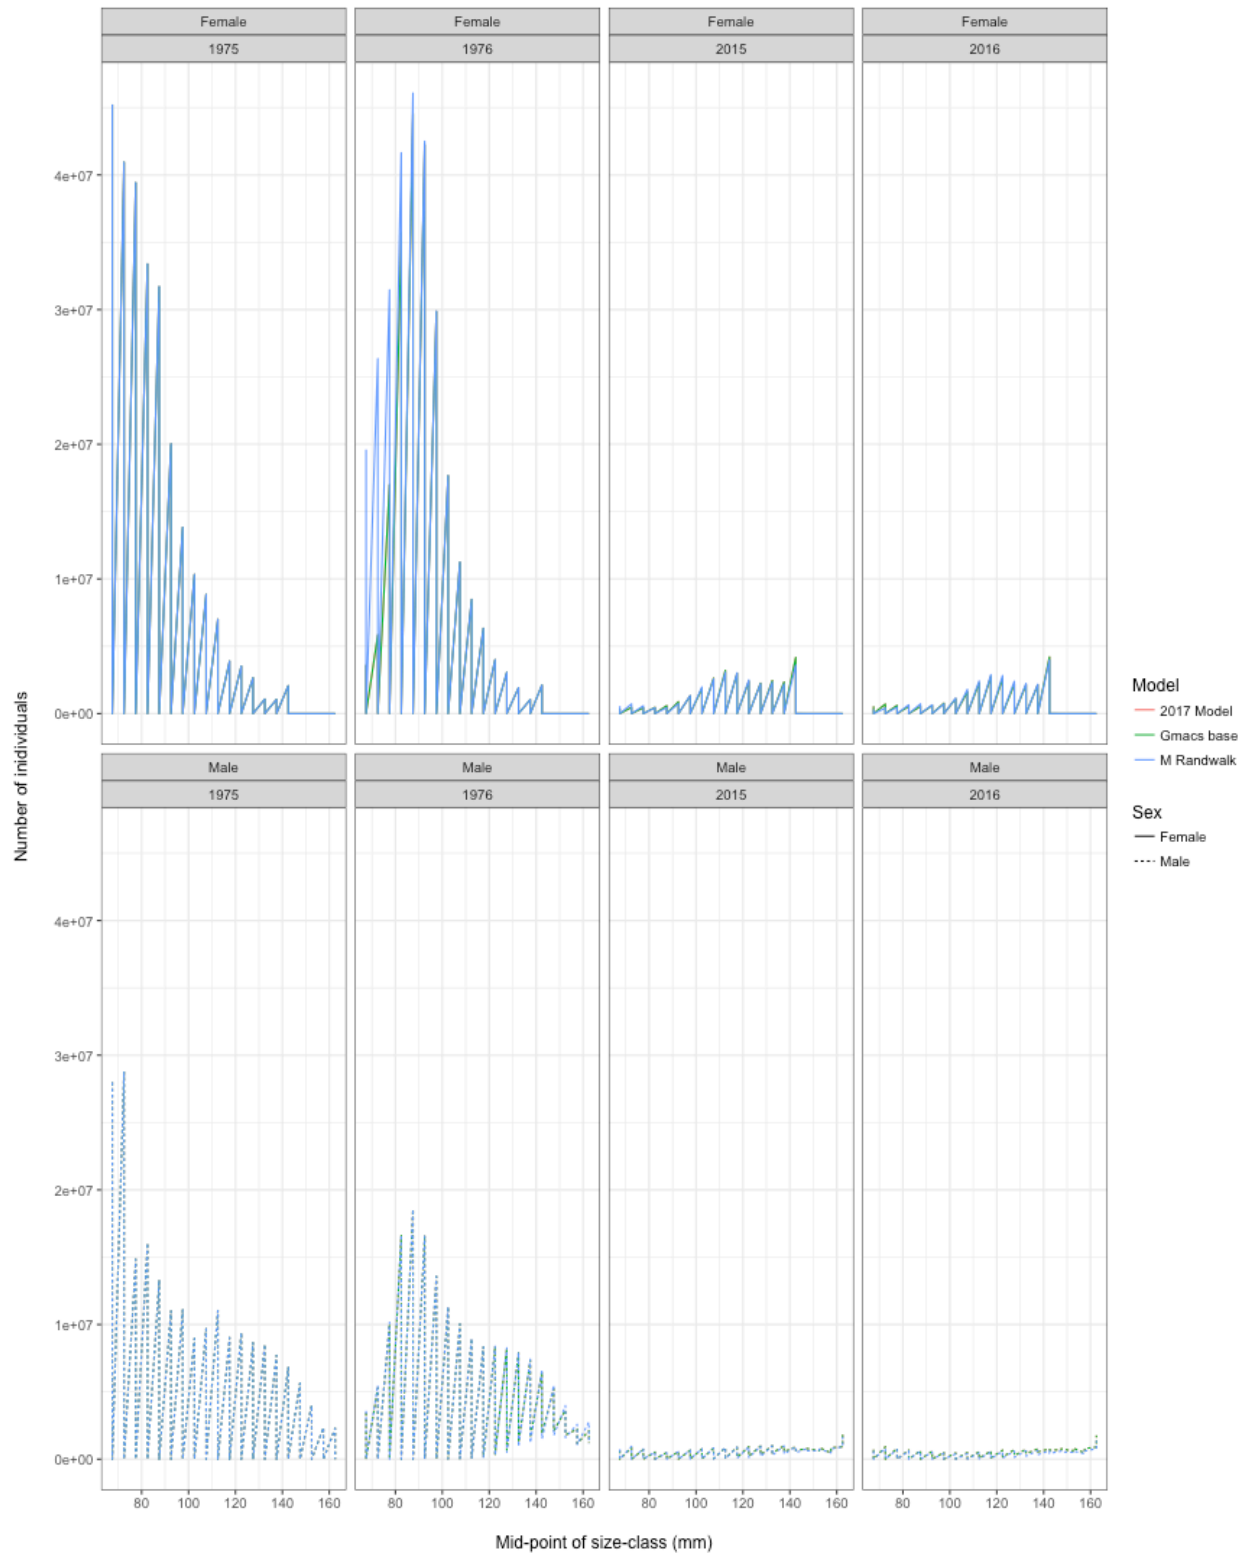 Female Female Female Female
1975 1976 2015 2016
4e+07
3e+07
2e+07
1e+07
0e+00
Male Male Male Male
1975 1976 2015 2016
4e+07
3e+07
2e+07
1e+07
0e+00
80 100 120 140 160 80 100 120 140 160 80 100 120 140 160 80 100 120 140 160
Mid-point of size-class (mm)
Number of inidividuals
Model
2017 Model
Gmacs base
M Randwalk
Sex
Female
Male